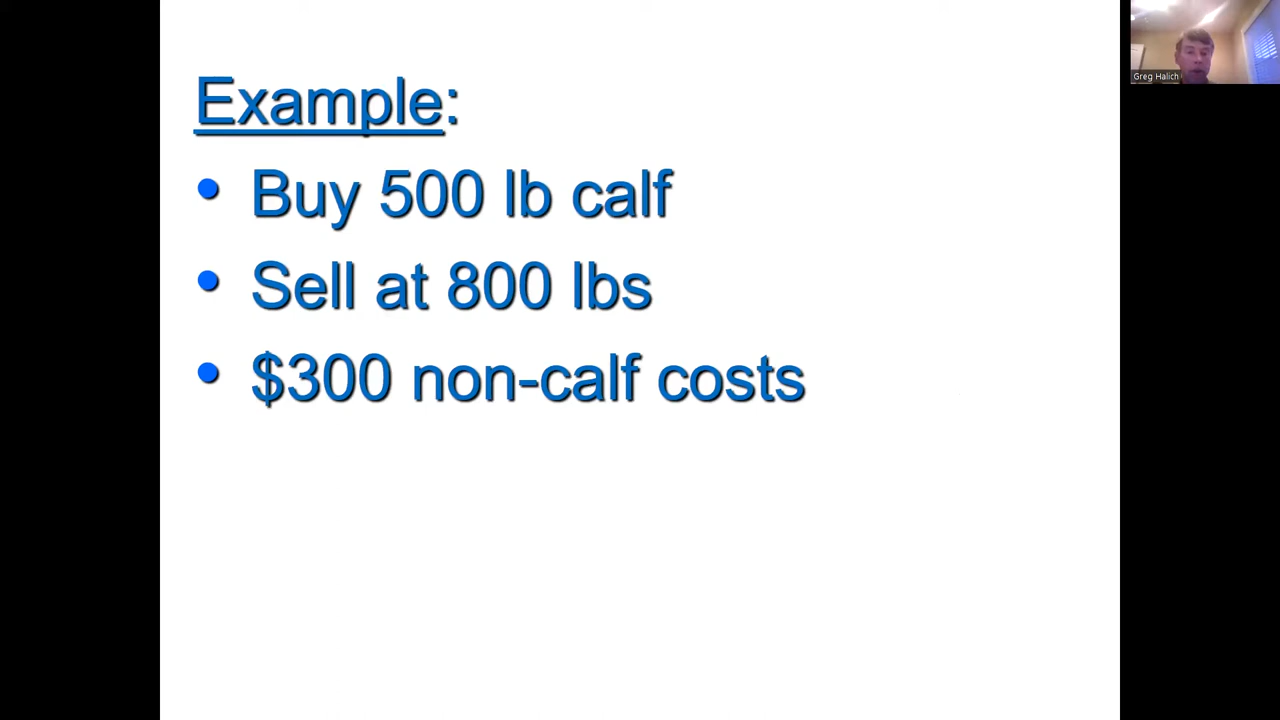 Example:
• Buy 500 lb calf
• Sell at 800 lbs
• $300 non-calf costs
Greg Halich